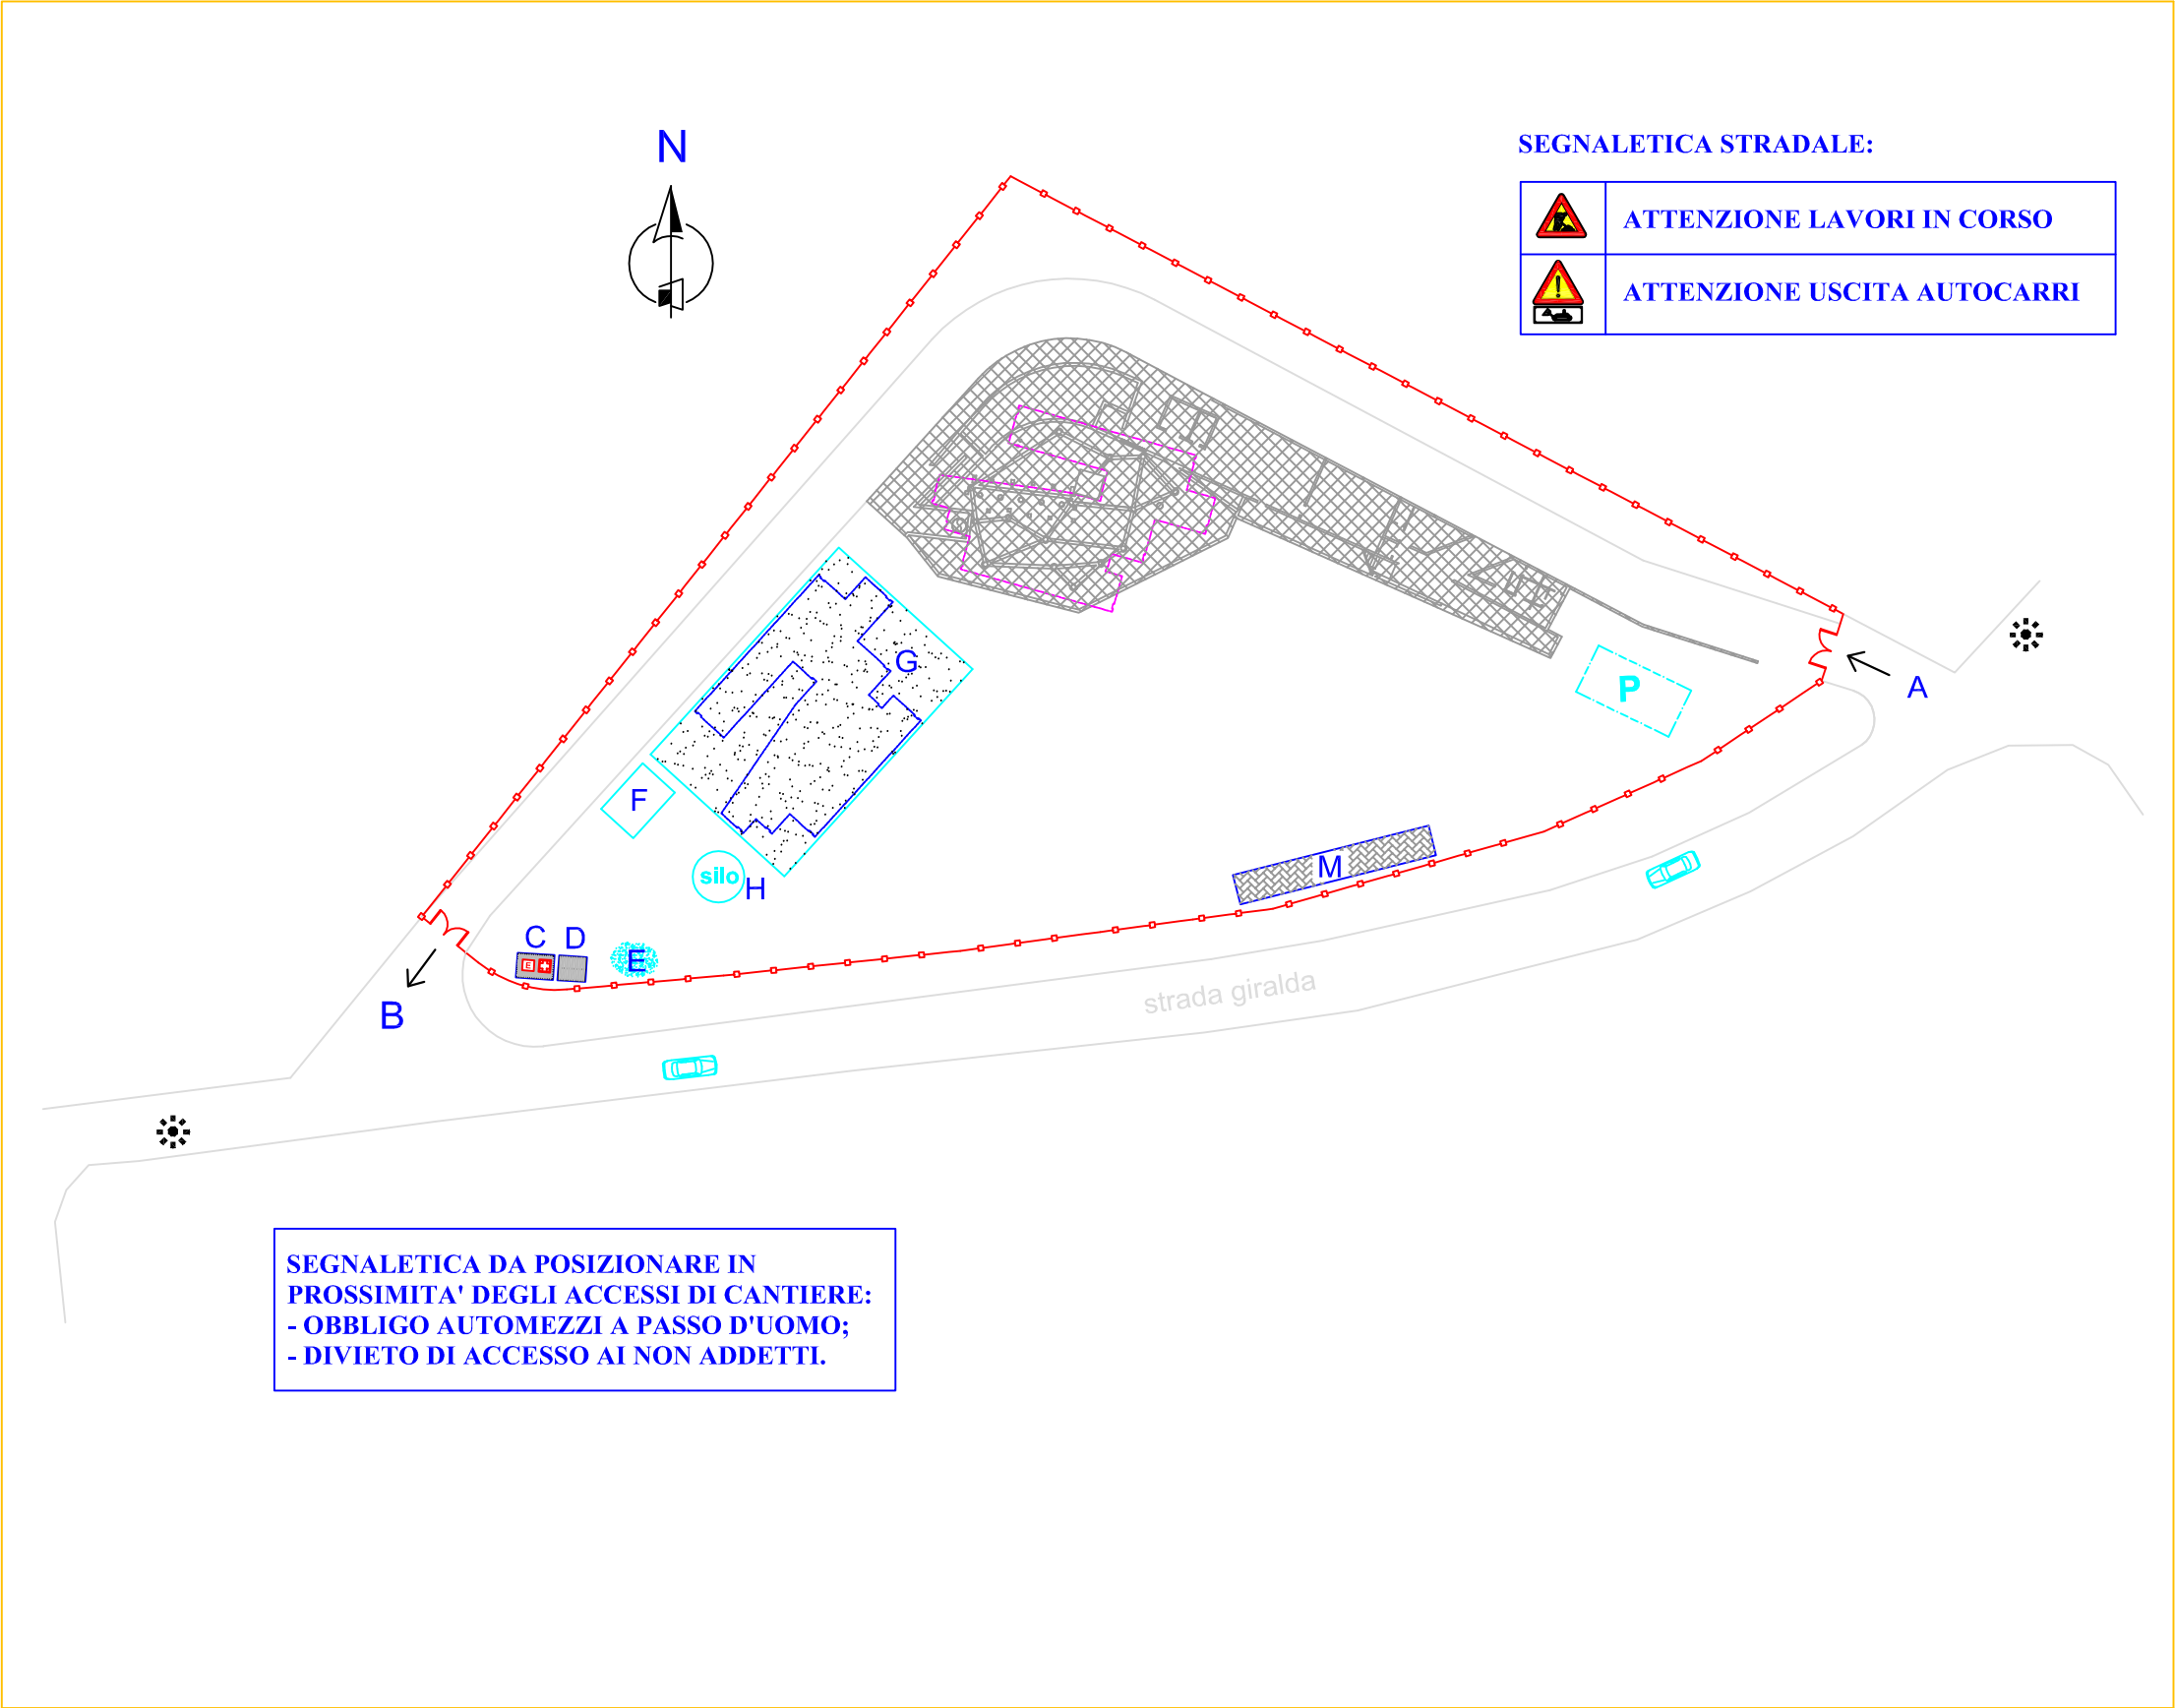 N
SEGNALETICA STRADALE:
ATTENZIONE LAVORI IN CORSO
ATTENZIONE USCITA AUTOCARRI
G
P
A
F
M
silo
H
C
D
E
E
B
strada giralda
SEGNALETICA DA POSIZIONARE IN
PROSSIMITA' DEGLI ACCESSI DI CANTIERE:
- OBBLIGO AUTOMEZZI A PASSO D'UOMO;
- DIVIETO DI ACCESSO AI NON ADDETTI.